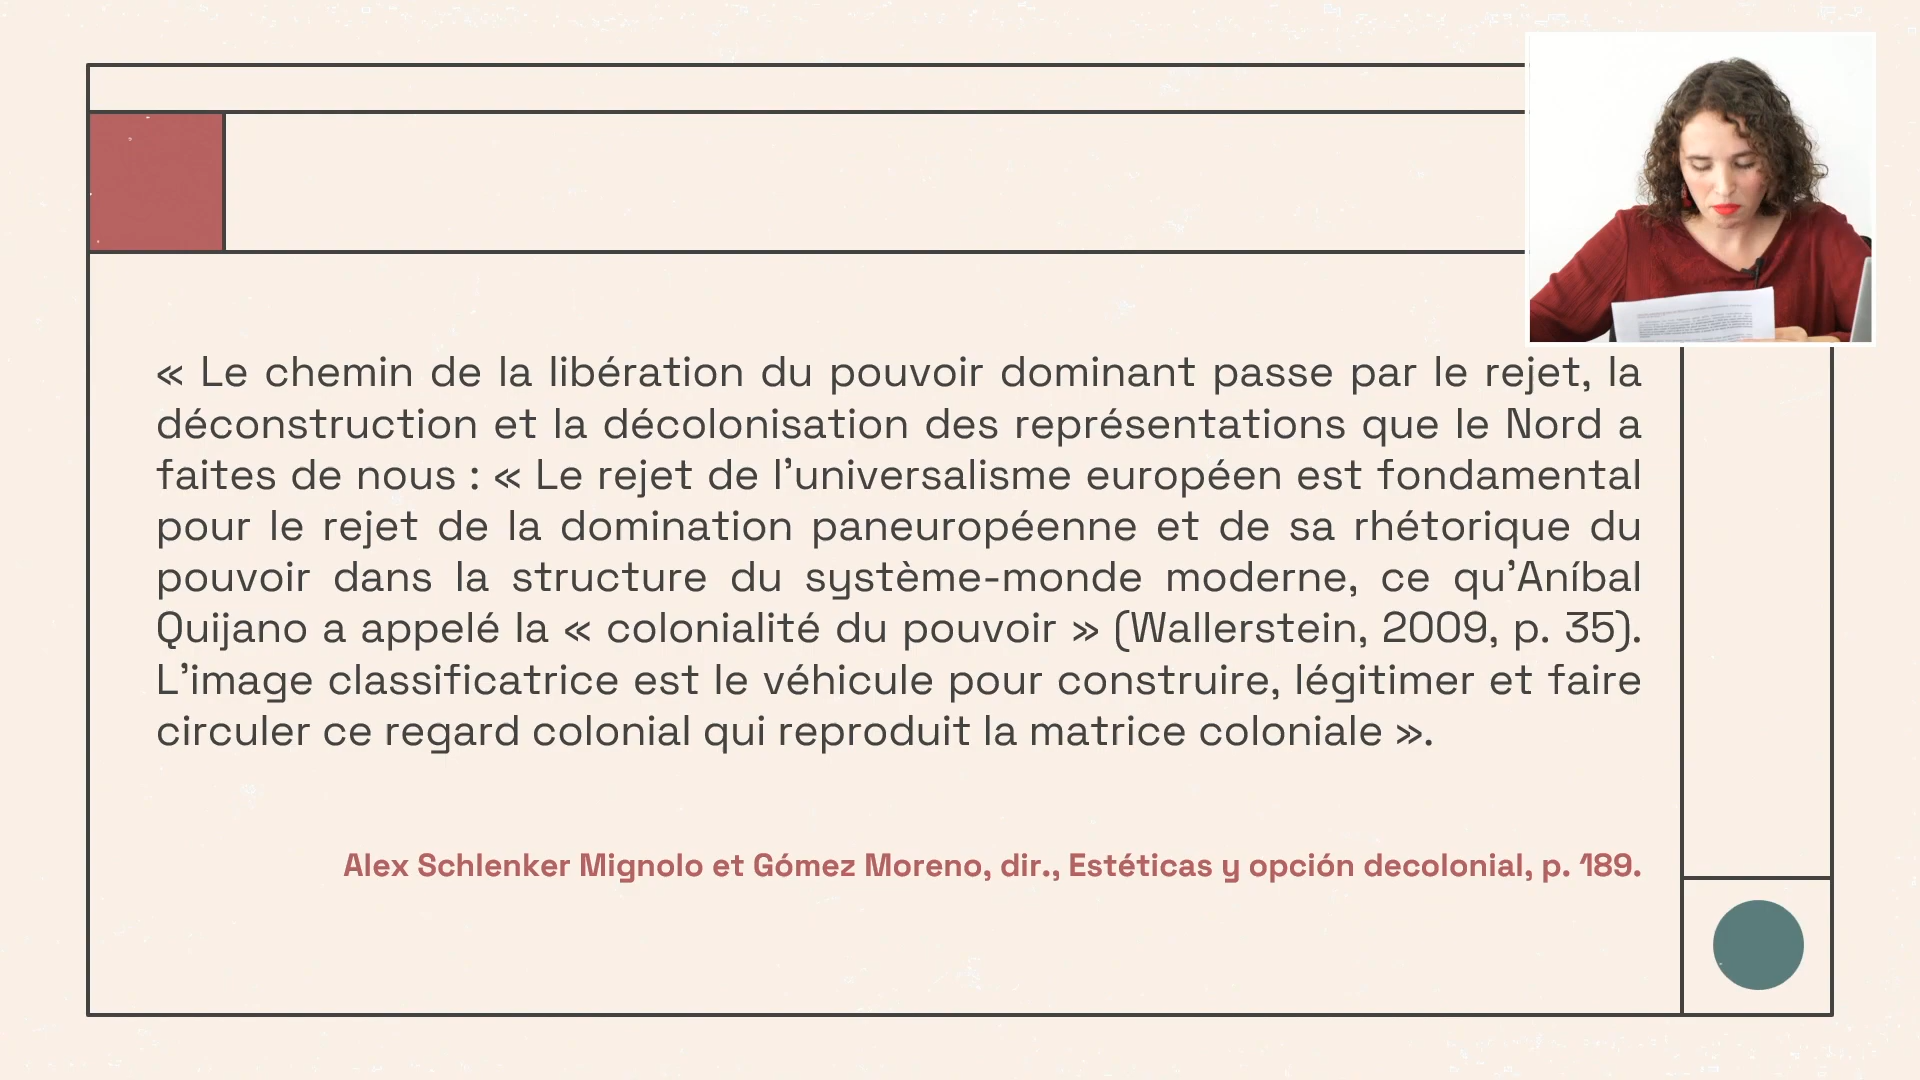 « Le chemin de la libération du pouvoir dominant passe par le rejet, la
déconstruction et la décolonisation des représentations que le Nord a
faites de nous : « Le rejet de l’universalisme européen est fondamental
pour le rejet de la domination paneuropéenne et de sa rhétorique du
pouvoir dans la structure du système-monde moderne, ce qu’Aníbal
Quijano a appelé la « colonialité du pouvoir » (Wallerstein, 2009, p. 35).
L’image classificatrice est le véhicule pour construire, légitimer et faire
circuler ce regard colonial qui reproduit la matrice coloniale ».
Alex Schlenker Mignolo et Gómez Moreno, dir., Estéticas y opción decolonial, p. 189.